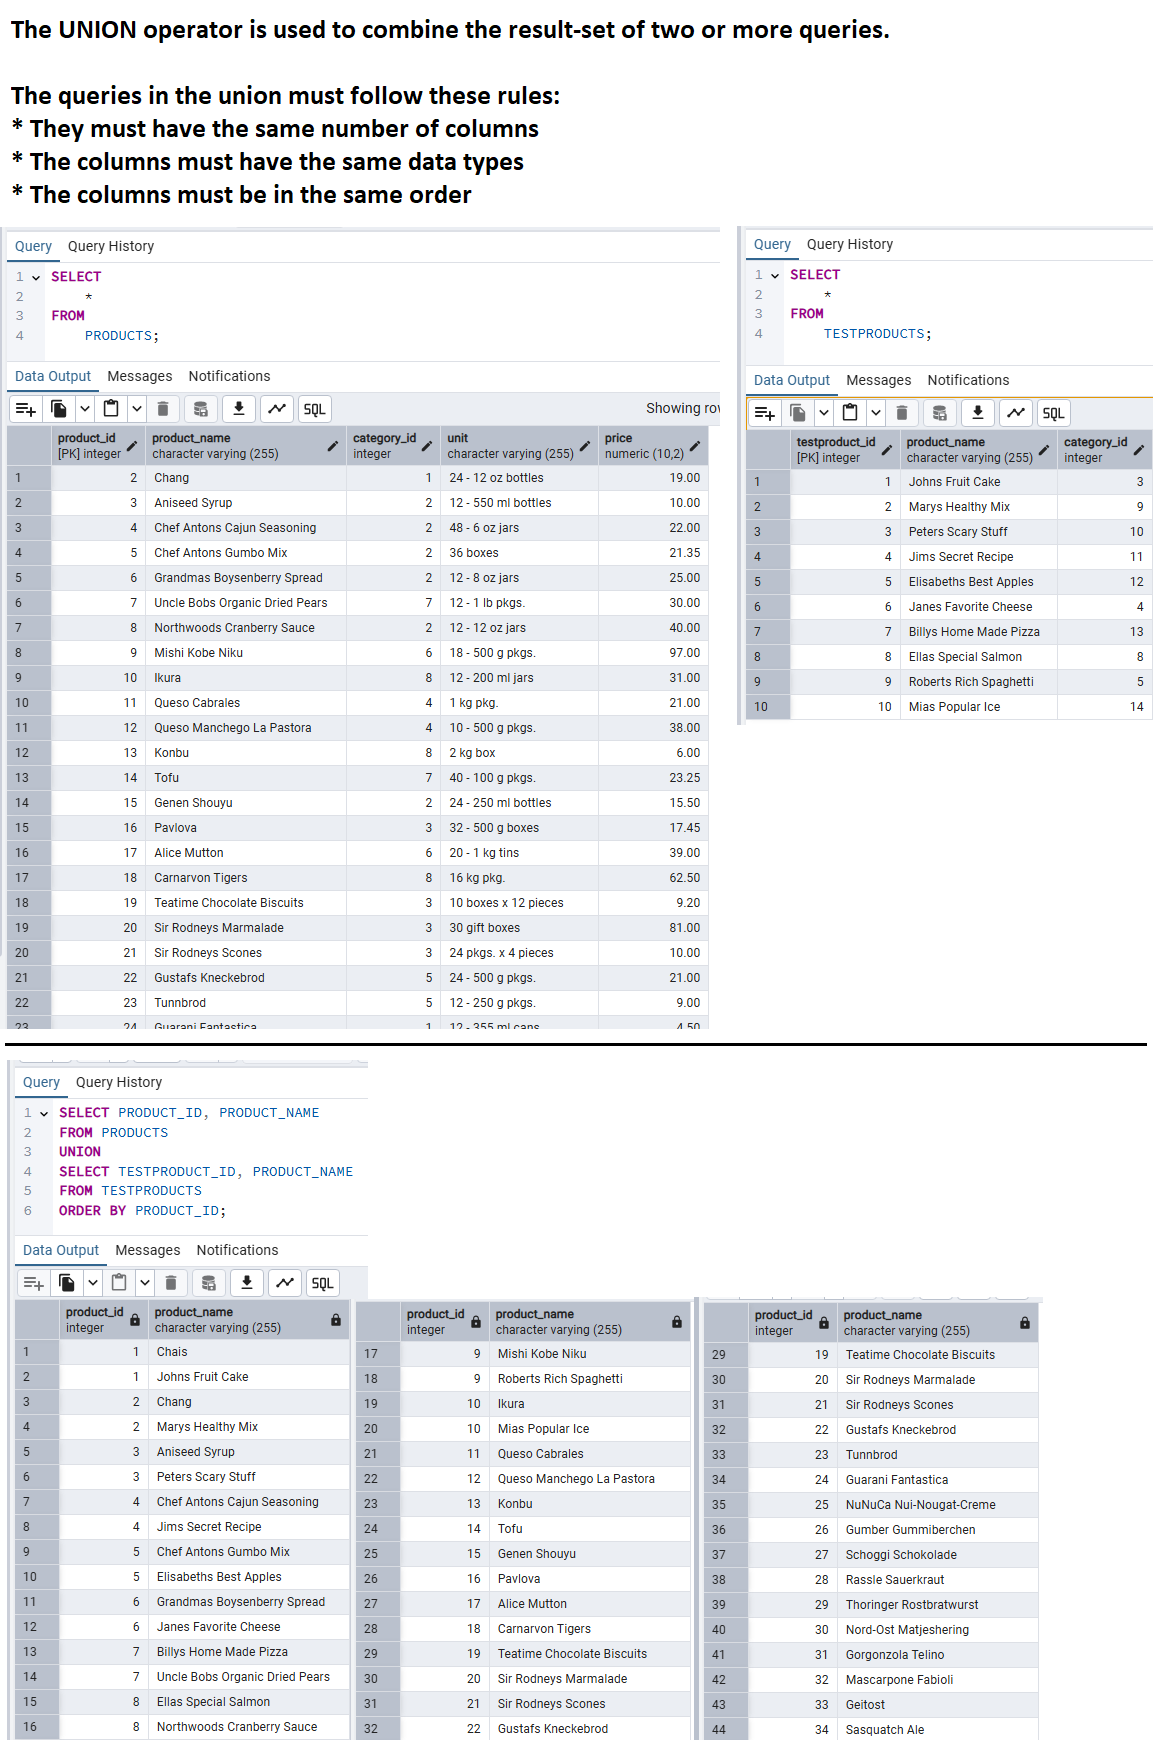 The UNION operator is used to combine the result-set of two or more queries.
The queries in the union must follow these rules:
* They must have the same number of columns
* The columns must have the same data types
* The columns must be in the same order
Query Query History
1 SELECT
2 *
3 FROM
4 PRODUCTS;
Data Output Messages Notifications
SQL
Showing rov
product_id product_name category_id unit price
[PK] integer character varying (255) integer character varying (255) numeric (10,2)
1 2 Chang 1 24 - 12 oz bottles 19.00
2 3 Aniseed Syrup 2 12 - 550 ml bottles 10.00
3 4 Chef Antons Cajun Seasoning 2 48 - 6 oz jars 22.00
4 5 Chef Antons Gumbo Mix 2 36 boxes 21.35
5 6 Grandmas Boysenberry Spread 2 12 - 8 oz jars 25.00
6 7 Uncle Bobs Organic Dried Pears 7 12 - 1 lb pkgs. 30.00
7 8 Northwoods Cranberry Sauce 2 12 - 12 oz jars 40.00
8 9 Mishi Kobe Niku 6 18 - 500 g pkgs. 97.00
9 10 Ikura 8 12 - 200 ml jars 31.00
10 11 Queso Cabrales 4 1 kg pkg. 21.00
11 12 Queso Manchego La Pastora 4 10 - 500 g pkgs. 38.00
12 13 Konbu 8 2 kg box 6.00
13 14 Tofu 7 40 - 100 g pkgs. 23.25
14 15 Genen Shouyu 2 24 - 250 ml bottles 15.50
15 16 Pavlova 3 32 - 500 g boxes 17.45
16 17 Alice Mutton 6 20 - 1 kg tins 39.00
17 18 Carnarvon Tigers 8 16 kg pkg. 62.50
18 19 Teatime Chocolate Biscuits 3 10 boxes x 12 pieces 9.20
19 20 Sir Rodneys Marmalade 3 30 gift boxes 81.00
20 21 Sir Rodneys Scones 3 24 pkgs. x 4 pieces 10.00
21 22 Gustafs Kneckebrod 5 24 - 500 g pkgs. 21.00
22 23 Tunnbrod 5 12 - 250 g pkgs. 9.00
23 24 Guarani Fantastica 1 12 - 355 ml cans 4.50
Query Query History
1 SELECT
2 *
3 FROM
4 TESTPRODUCTS;
Data Output Messages Notifications
SQL
testproduct_id product_name category_id
[PK] integer character varying (255) integer
1 1 Johns Fruit Cake 3
2 2 Marys Healthy Mix 9
3 3 Peters Scary Stuff 10
4 4 Jims Secret Recipe 11
5 5 Elisabeths Best Apples 12
6 6 Janes Favorite Cheese 4
7 7 Billys Home Made Pizza 13
8 8 Ellas Special Salmon 8
9 9 Roberts Rich Spaghetti 5
10 10 Mias Popular Ice 14
Query Query History
1 SELECT PRODUCT_ID, PRODUCT_NAME
2 FROM PRODUCTS
3 UNION
4 SELECT TESTPRODUCT_ID, PRODUCT_NAME
5 FROM TESTPRODUCTS
6 ORDER BY PRODUCT_ID;
Data Output Messages Notifications
SQL
product_id product_name
integer character varying (255)
1 1 Chais
2 1 Johns Fruit Cake
3 2 Chang
4 2 Marys Healthy Mix
5 3 Aniseed Syrup
6 3 Peters Scary Stuff
7 4 Chef Antons Cajun Seasoning
8 4 Jims Secret Recipe
9 5 Chef Antons Gumbo Mix
10 5 Elisabeths Best Apples
11 6 Grandmas Boysenberry Spread
12 6 Janes Favorite Cheese
13 7 Billys Home Made Pizza
14 7 Uncle Bobs Organic Dried Pears
15 8 Ellas Special Salmon
16 8 Northwoods Cranberry Sauce
product_id product_name
integer character varying (255)
17 9 Mishi Kobe Niku
18 9 Roberts Rich Spaghetti
19 10 Ikura
20 10 Mias Popular Ice
21 11 Queso Cabrales
22 12 Queso Manchego La Pastora
23 13 Konbu
24 14 Tofu
25 15 Genen Shouyu
26 16 Pavlova
27 17 Alice Mutton
28 18 Carnarvon Tigers
29 19 Teatime Chocolate Biscuits
30 20 Sir Rodneys Marmalade
31 21 Sir Rodneys Scones
32 22 Gustafs Kneckebrod
product_id product_name
integer character varying (255)
29 19 Teatime Chocolate Biscuits
30 20 Sir Rodneys Marmalade
31 21 Sir Rodneys Scones
32 22 Gustafs Kneckebrod
33 23 Tunnbrod
34 24 Guarani Fantastica
35 25 NuNuCa Nui-Nougat-Creme
36 26 Gumber Gummiberchen
37 27 Schoggi Schokolade
38 28 Rassle Sauerkraut
39 29 Thoringer Rostbratwurst
40 30 Nord-Ost Matjeshering
41 31 Gorgonzola Telino
42 32 Mascarpone Fabioli
43 33 Geitost
44 34 Sasquatch Ale